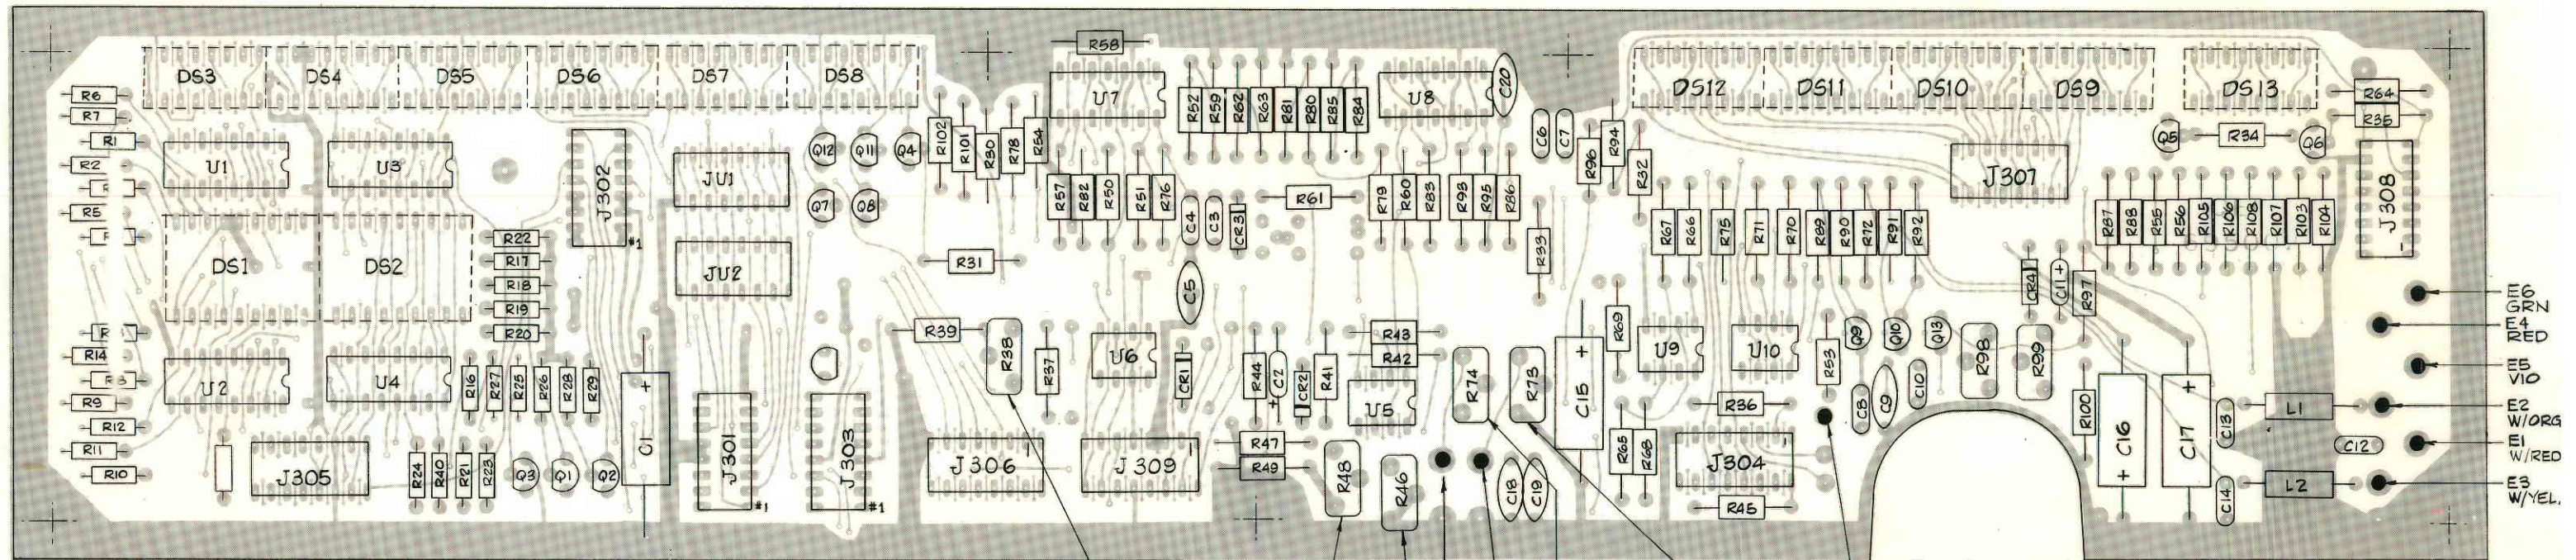 R58
DS3 DS4 DS5 DS6 DS7 DS8
DS12 DS11 DS10 DS9 DS13
R6
R7
R1
R2
R5
R14
R9
R12
R11
R10
U1 U3
DS1 DS2
U2 U4
J305
R22
R17
R18
R19
R20
R16 R27 R25 R26 R28 R29
R24 R40 R21 R23
Q3 Q1 Q2
C1
J302
#1
JU1
JU2
J301
#1
J303
#1
Q12 Q11 Q4
Q7 Q8
R102 R101 R30 R78 R54
R31
R39
R38
R37
J306
J309
U7
R52 R59 R62 R63 R81 R80 R85 R84
U8
C20
R57 R82 R50 R51 R76
C4 C3 CR3
R61
R79 R60 R83 R93 R95 R86
C5
U6
CR1
R44 C2 + CR2 R41
R43
R42
U5
R47
R49
R48
R46
R74
R73
C18 C19
C6 C7
R96 R94 R32
R33
C15 +
R69
R67 R66 R75 R71 R70 R89 R90 R72 R91 R92
U9 U10
R53
Q9 Q10 Q13
R98 R99
C8 C9 C10
R36
R65 R68
J304
R45
J307
Q5 R34 Q6
R64
R35
J308
R87 R88 R55 R56 R105 R106 R108 R107 R103 R104
CR4 C11 + R97
R100
C16 +
C17 +
C13
C14
L1
C12
L2
E6
GRN
E4
RED
E5
VIO
E2
W/ORG
E1
W/RED
E3
W/YEL.